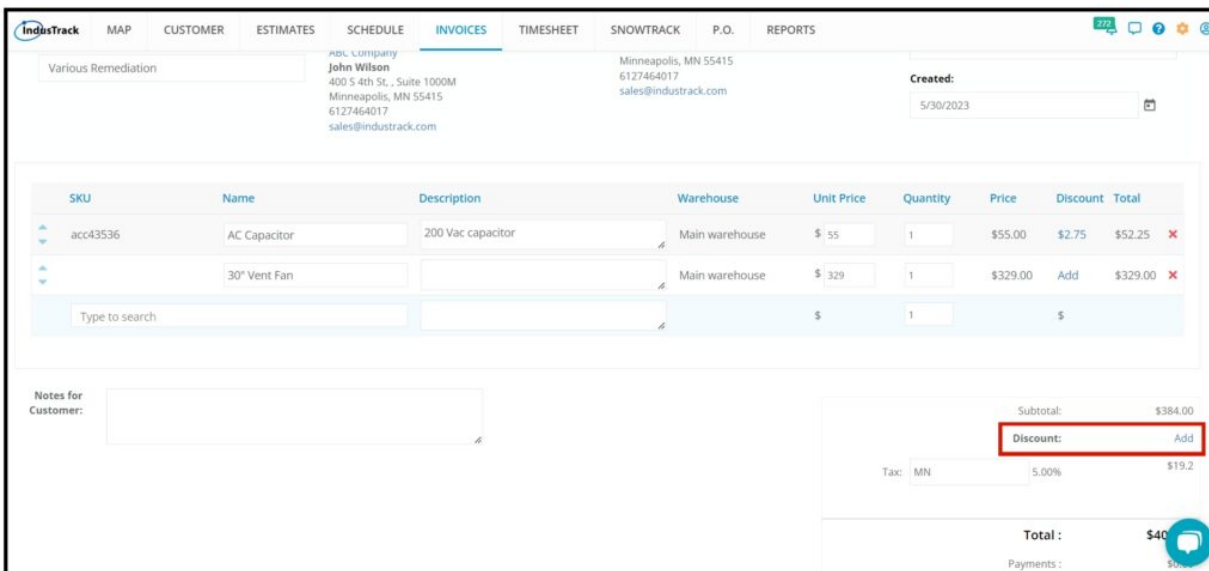 IndusTrack MAP CUSTOMER ESTIMATES SCHEDULE INVOICES TIMESHEET SNOWTRACK P.O. REPORTS 272
Various Remediation
ABC Company
John Wilson
400 S 4th St, , Suite 1000M
Minneapolis, MN 55415
6127464017
sales@industrack.com
Minneapolis, MN 55415
6127464017
sales@industrack.com
Created:
5/30/2023
SKU Name Description Warehouse Unit Price Quantity Price Discount Total
acc43536 AC Capacitor 200 Vac capacitor Main warehouse $ 55 1 $55.00 $2.75 $52.25
30" Vent Fan Main warehouse $ 329 1 $329.00 Add $329.00
Type to search $ 1 $
Notes for
Customer:
Subtotal: $384.00
Discount: Add
Tax: MN 5.00% $19.2
Total :
Payments :